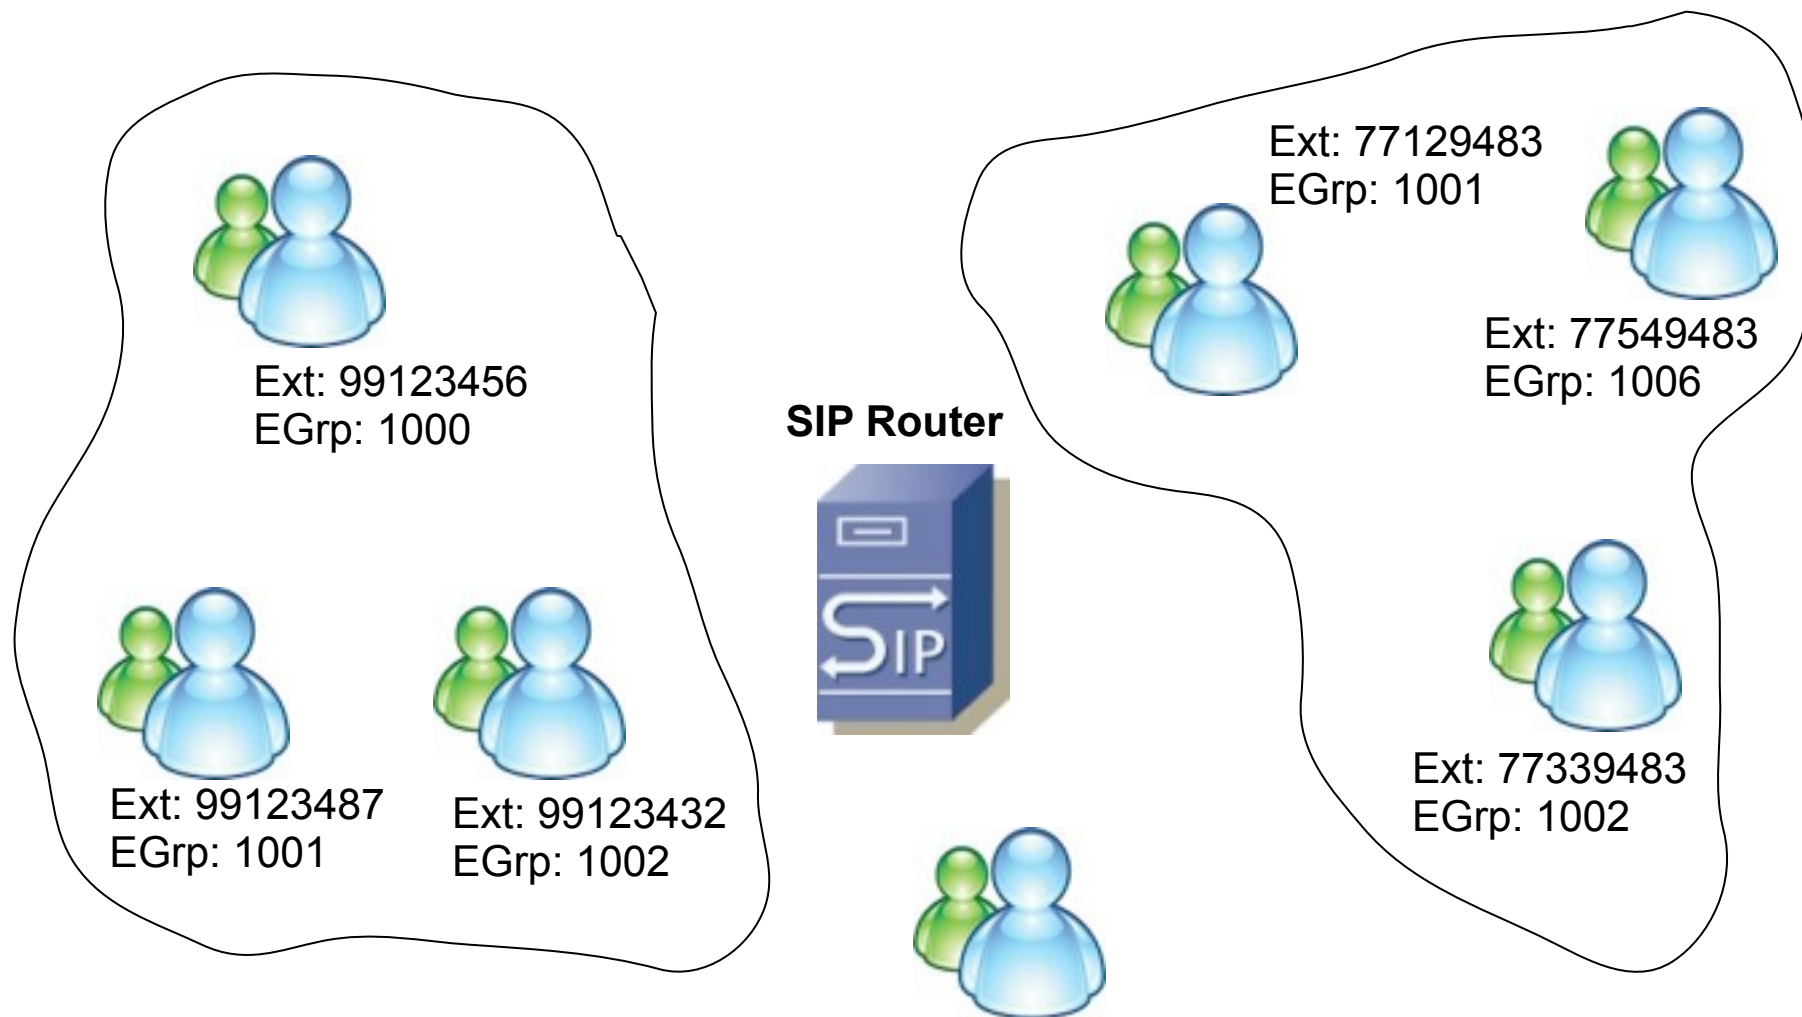 Ext: 77129483
EGrp: 1001
Ext: 77549483
EGrp: 1006
Ext: 99123456
EGrp: 1000
SIP Router
SIP
Ext: 77339483
EGrp: 1002
Ext: 99123487
EGrp: 1001
Ext: 99123432
EGrp: 1002